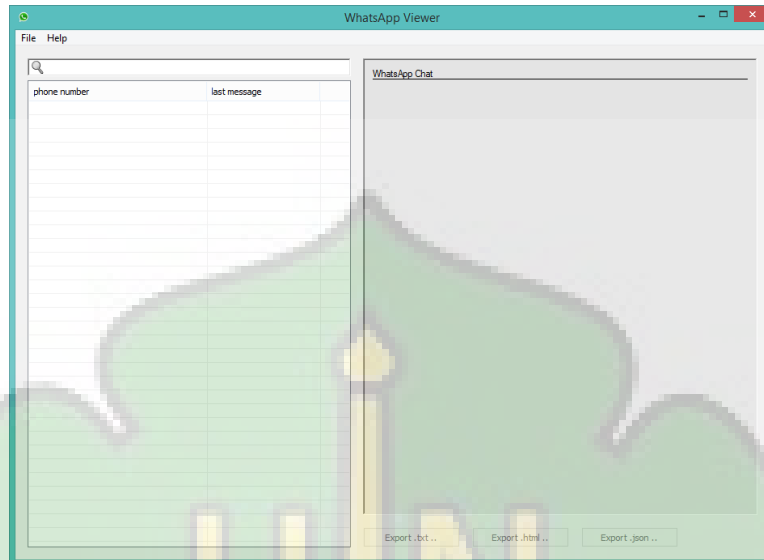 WhatsApp Viewer
File Help
phone number last message
WhatsApp Chat
Export .txt .. Export .html .. Export .json ..